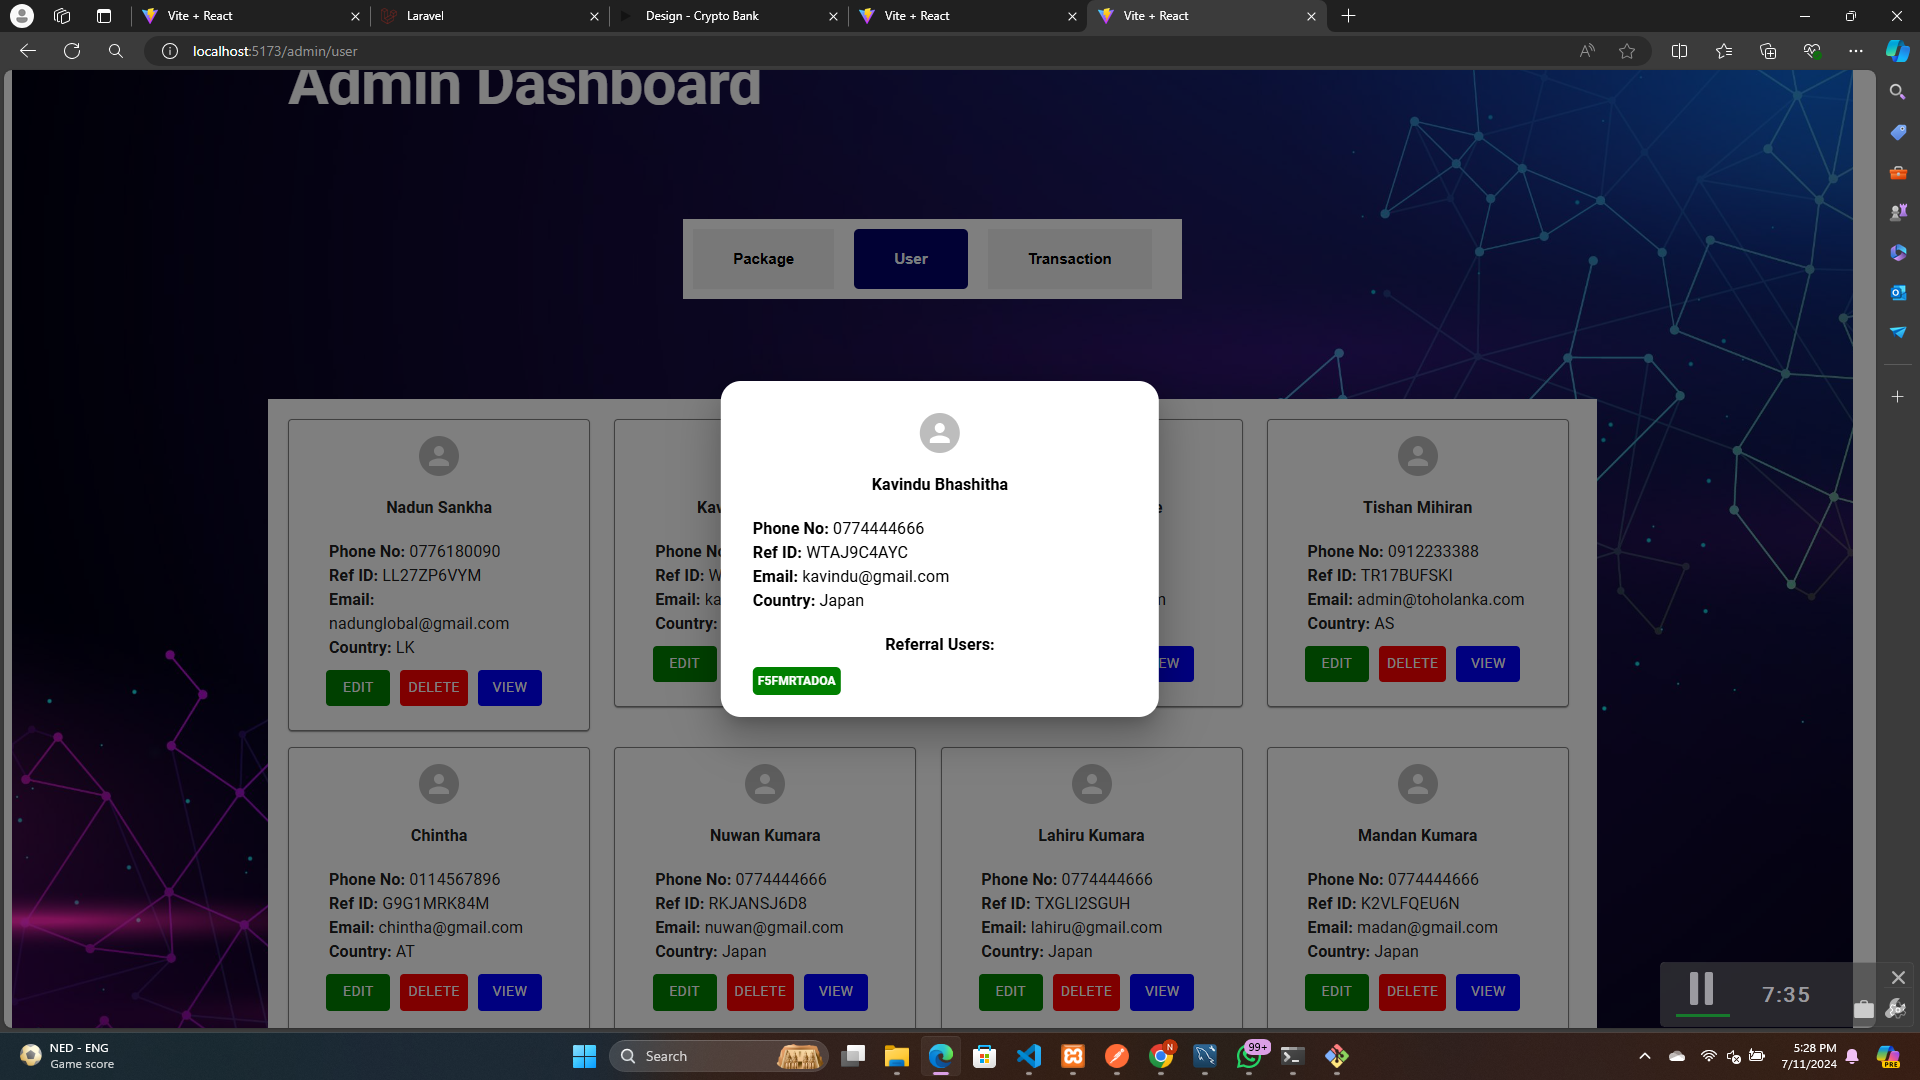 Vite + React
Laravel
Design - Crypto Bank
Vite + React
Vite + React
localhost:5173/admin/user
Admin Dashboard
Package
User
Transaction
Nadun Sankha
Phone No: 0776180090
Ref ID: LL27ZP6VYM
Email:
nadunglobal@gmail.com
Country: LK
EDIT
DELETE
VIEW
Kav
Phone No
Ref ID: W
Email: ka
Country:
EDIT
Kavindu Bhashitha
Phone No: 0774444666
Ref ID: WTAJ9C4AYC
Email: kavindu@gmail.com
Country: Japan
Referral Users:
F5FMRTADOA
e
m
EW
Tishan Mihiran
Phone No: 0912233388
Ref ID: TR17BUFSKI
Email: admin@toholanka.com
Country: AS
EDIT
DELETE
VIEW
Chintha
Phone No: 0114567896
Ref ID: G9G1MRK84M
Email: chintha@gmail.com
Country: AT
EDIT
DELETE
VIEW
Nuwan Kumara
Phone No: 0774444666
Ref ID: RKJANSJ6D8
Email: nuwan@gmail.com
Country: Japan
EDIT
DELETE
VIEW
Lahiru Kumara
Phone No: 0774444666
Ref ID: TXGLI2SGUH
Email: lahiru@gmail.com
Country: Japan
EDIT
DELETE
VIEW
Mandan Kumara
Phone No: 0774444666
Ref ID: K2VLFQEU6N
Email: madan@gmail.com
Country: Japan
EDIT
DELETE
VIEW
7:35
NED - ENG
Game score
Search
N
99+
5:28 PM
7/11/2024
PRE